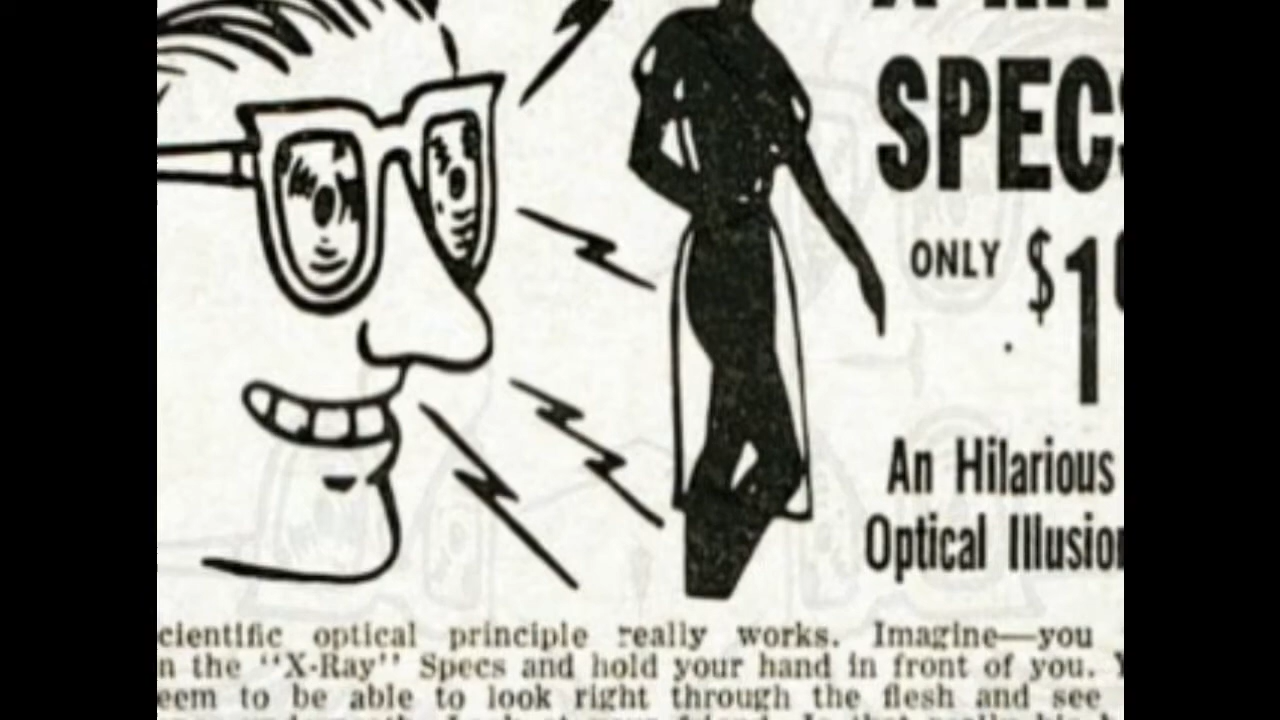 SPECS
ONLY $1
An Hilarious
Optical Illusion
cientific optical principle really works. Imagine—you
n the "X-Ray" Specs and hold your hand in front of you. Y
eem to be able to look right through the flesh and see